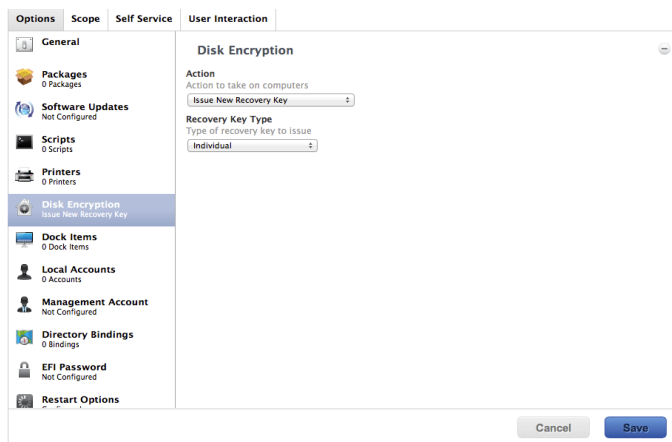 Options Scope Self Service User Interaction
General
Packages
0 Packages
Software Updates
Not Configured
Scripts
0 Scripts
Printers
0 Printers
Disk Encryption
Issue New Recovery Key
Dock Items
0 Dock Items
Local Accounts
0 Accounts
Management Account
Not Configured
Directory Bindings
0 Bindings
EFI Password
Not Configured
Restart Options
Disk Encryption
Action
Action to take on computers
Issue New Recovery Key
Recovery Key Type
Type of recovery key to issue
Individual
Cancel Save